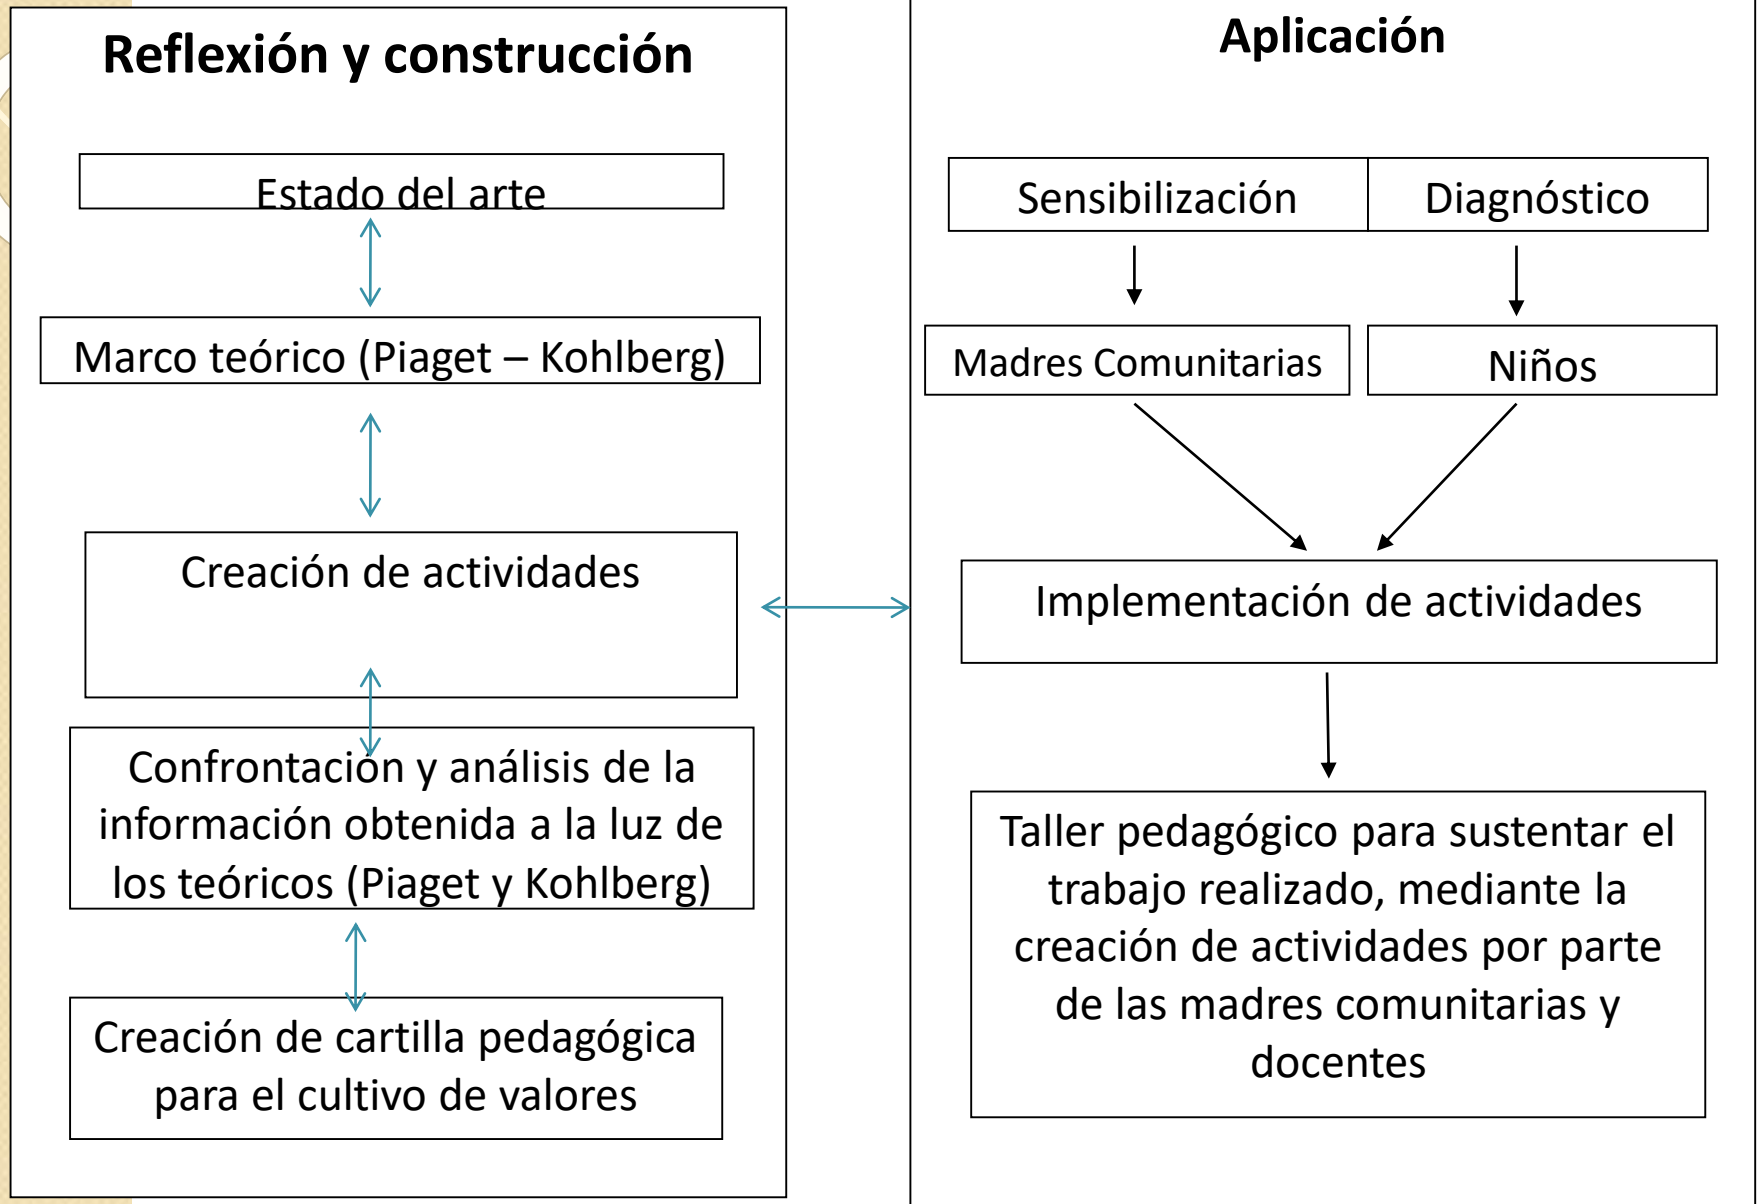 Reflexión y construcción
Estado del arte
Marco teórico (Piaget – Kohlberg)
Creación de actividades
Confrontación y análisis de la
información obtenida a la luz de
los teóricos (Piaget y Kohlberg)
Creación de cartilla pedagógica
para el cultivo de valores
Aplicación
Sensibilización
Diagnóstico
Madres Comunitarias
Niños
Implementación de actividades
Taller pedagógico para sustentar el
trabajo realizado, mediante la
creación de actividades por parte
de las madres comunitarias y
docentes